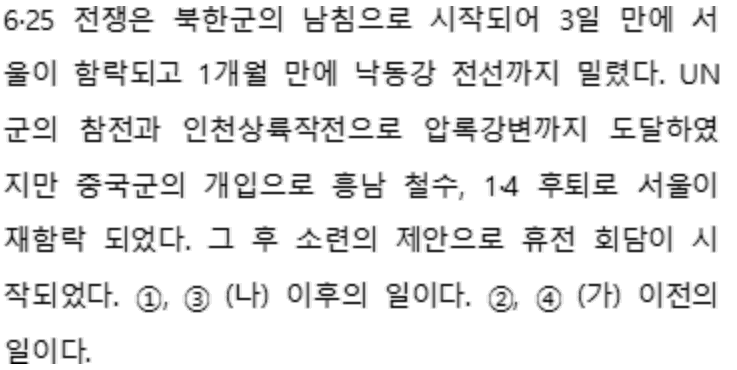 6·25 전쟁은 북한군의 남침으로 시작되어 3일 만에 서
울이 함락되고 1개월 만에 낙동강 전선까지 밀렸다. UN
군의 참전과 인천상륙작전으로 압록강변까지 도달하였
지만 중국군의 개입으로 흥남 철수, 1·4 후퇴로 서울이
재함락 되었다. 그 후 소련의 제안으로 휴전 회담이 시
작되었다. ①, ③ (나) 이후의 일이다. ②, ④ (가) 이전의
일이다.